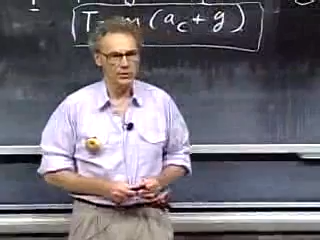 T = m (a_c + g)